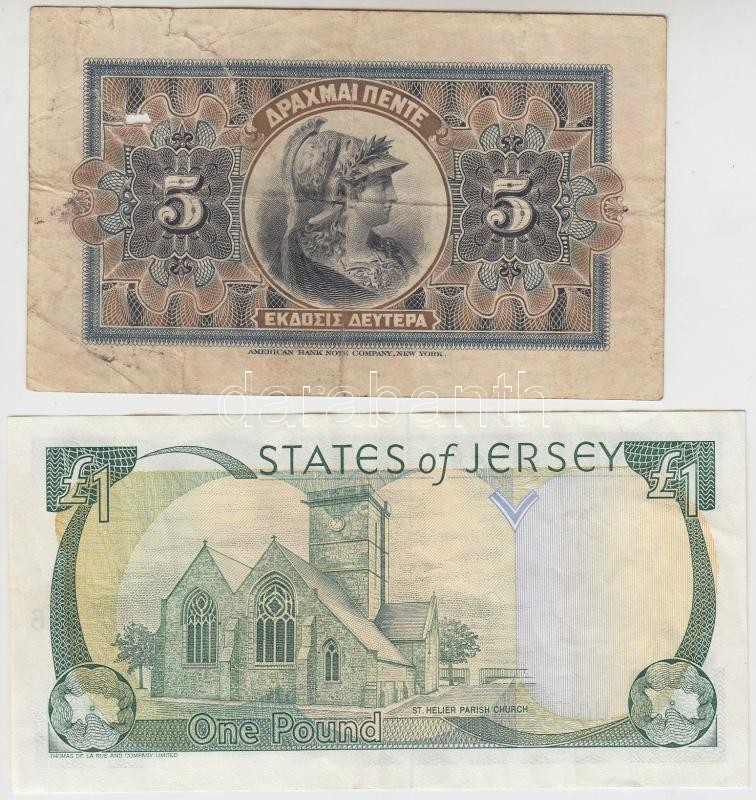 ΔΡΑΧΜΑΙ ΠΕΝΤΕ
5 5
ΕΚΔΟΣΙΣ ΔΕΥΤΕΡΑ
AMERICAN BANK NOTE COMPANY, NEW YORK.
darabanth
STATES of JERSEY
£1 £1
ST. HELIER PARISH CHURCH
One Pound
THOMAS DE LA RUE AND COMPANY LIMITED